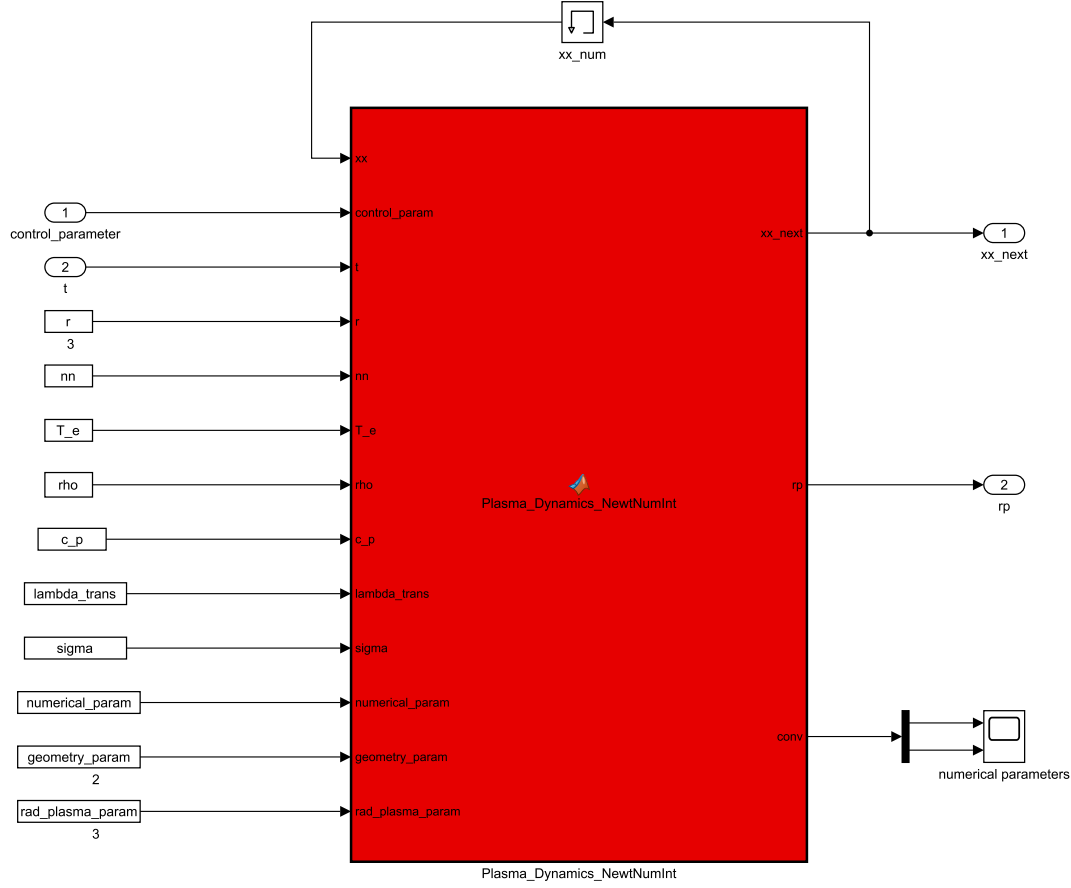 xx_num
xx
1
control_param
control_parameter
xx_next
1
xx_next
2
t
t
r
r
3
nn
nn
T_e
T_e
rho
rho
Plasma_Dynamics_NewtNumInt
rp
2
rp
c_p
c_p
lambda_trans
lambda_trans
sigma
sigma
numerical_param
numerical_param
conv
numerical parameters
geometry_param
geometry_param
2
rad_plasma_param
rad_plasma_param
3
Plasma_Dynamics_NewtNumInt